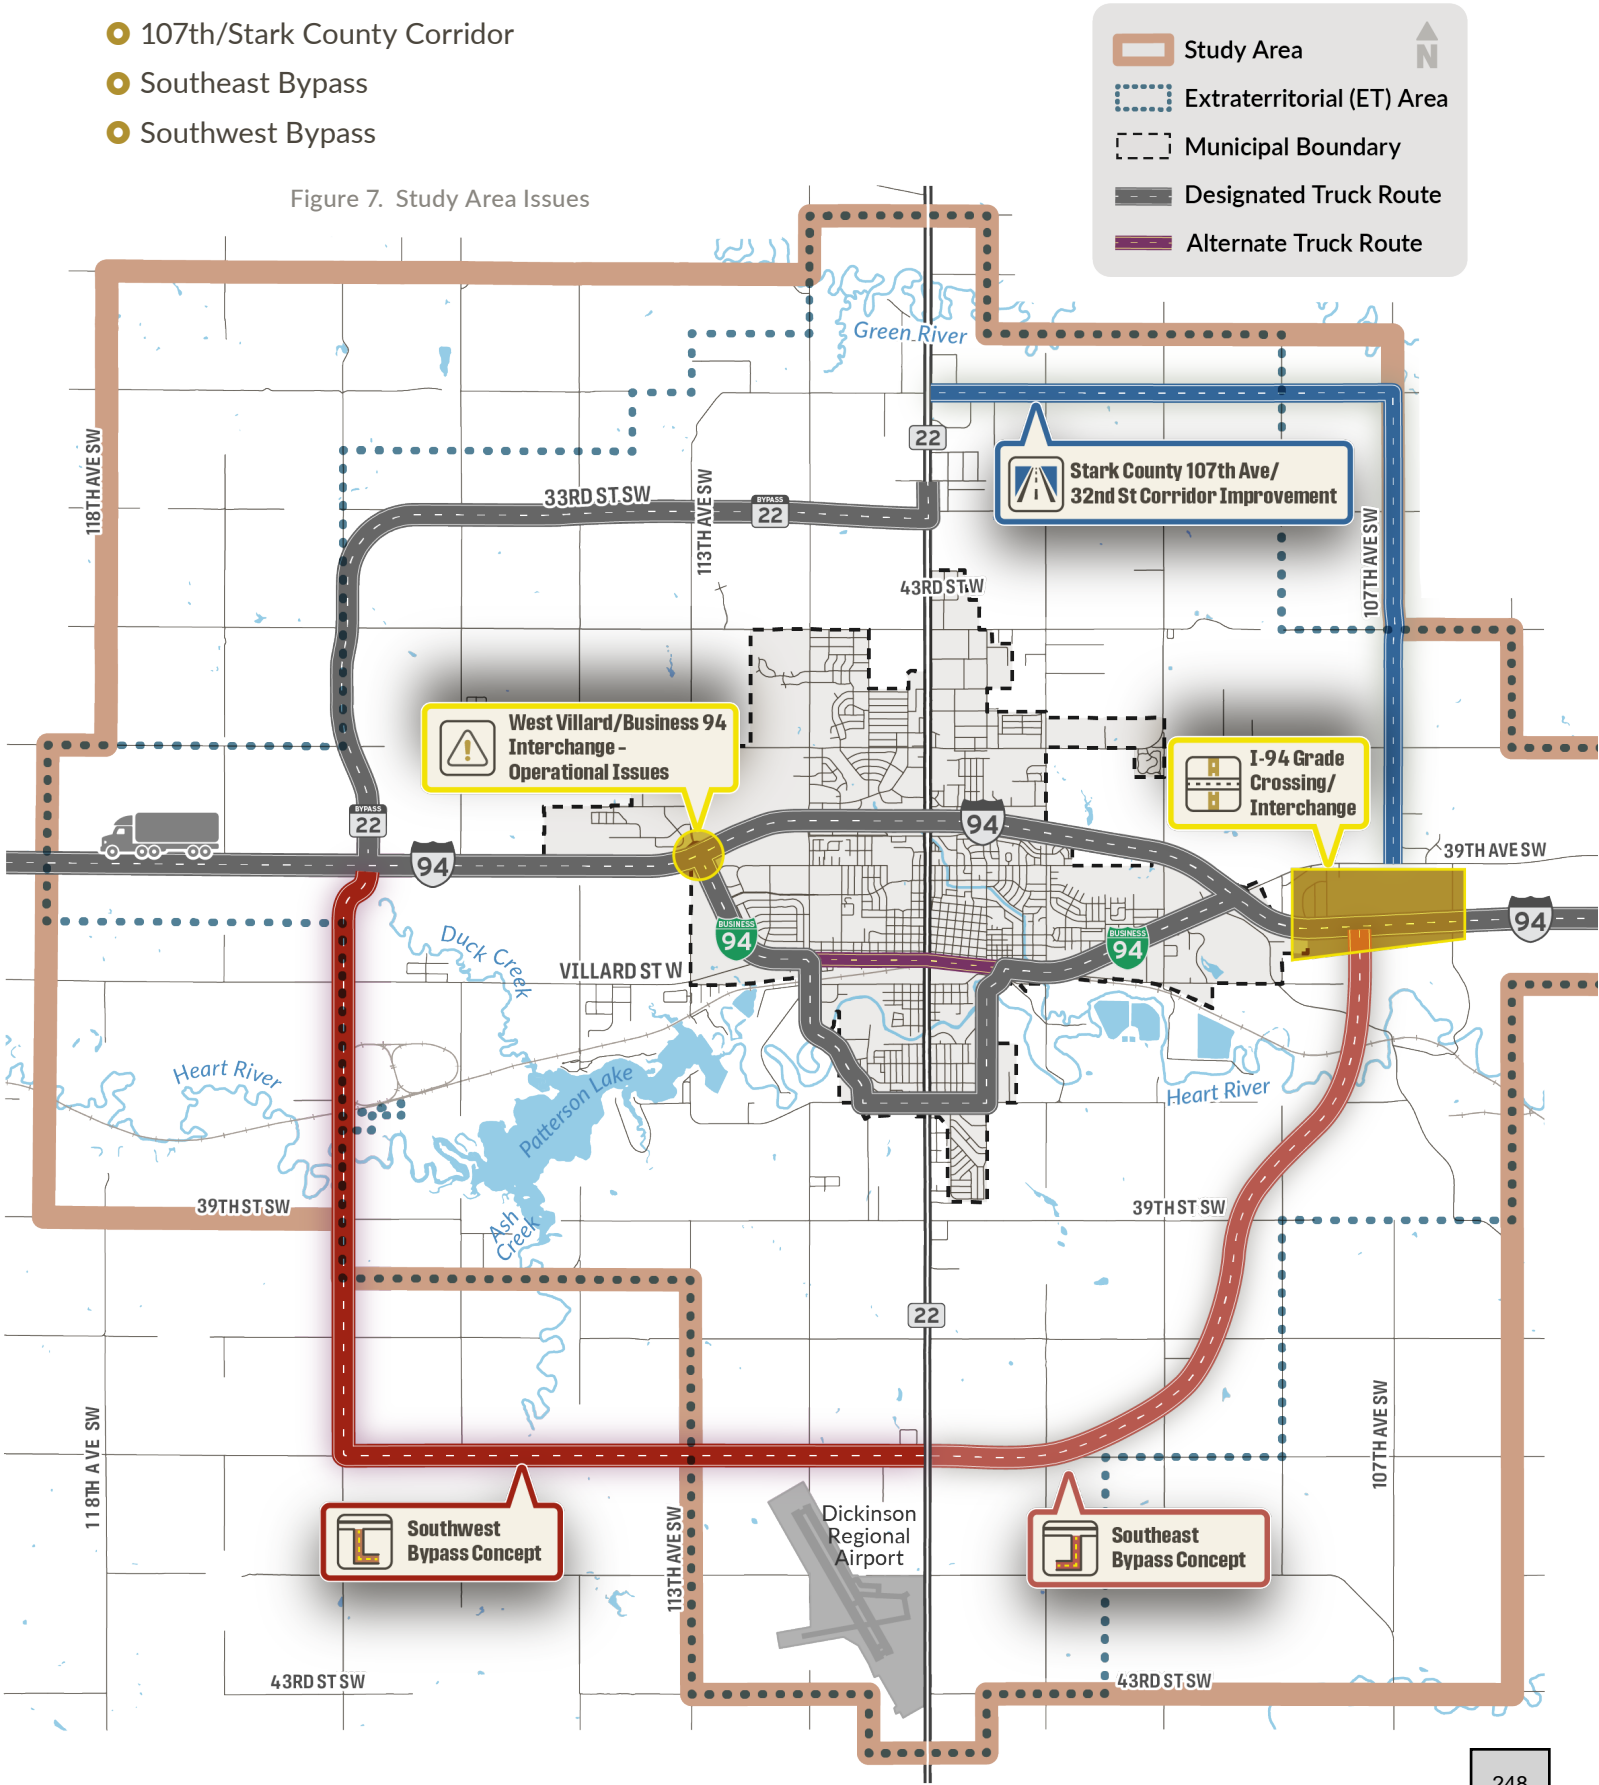 107th/Stark County Corridor
Southeast Bypass
Southwest Bypass
Study Area
N
Extraterritorial (ET) Area
Municipal Boundary
Designated Truck Route
Alternate Truck Route
Figure 7. Study Area Issues
Green River
118TH AVE SW
22
Stark County 107th Ave/
32nd St Corridor Improvement
33RD ST SW
BYPASS
22
113TH AVE SW
107TH AVE SW
43RD ST W
West Villard/Business 94
Interchange -
Operational Issues
I-94 Grade
Crossing/
Interchange
BYPASS
22
94
94
39TH AVE SW
94
BUSINESS
94
BUSINESS
94
Duck Creek
VILLARD ST W
Heart River
Patterson Lake
Heart River
39TH ST SW
39TH ST SW
Ash
Creek
22
118TH AVE SW
107TH AVE SW
Southwest
Bypass Concept
113TH AVE SW
Dickinson
Regional
Airport
Southeast
Bypass Concept
43RD ST SW
43RD ST SW
248